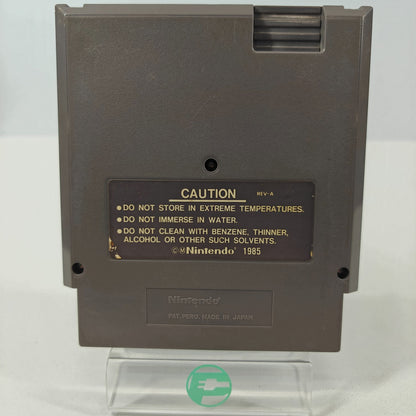 CAUTION REV-A
•DO NOT STORE IN EXTREME TEMPERATURES.
•DO NOT IMMERSE IN WATER.
•DO NOT CLEAN WITH BENZENE, THINNER,
ALCOHOL OR OTHER SUCH SOLVENTS.
©Ⓜ Nintendo® 1985
Nintendo®
PAT. PEND. MADE IN JAPAN